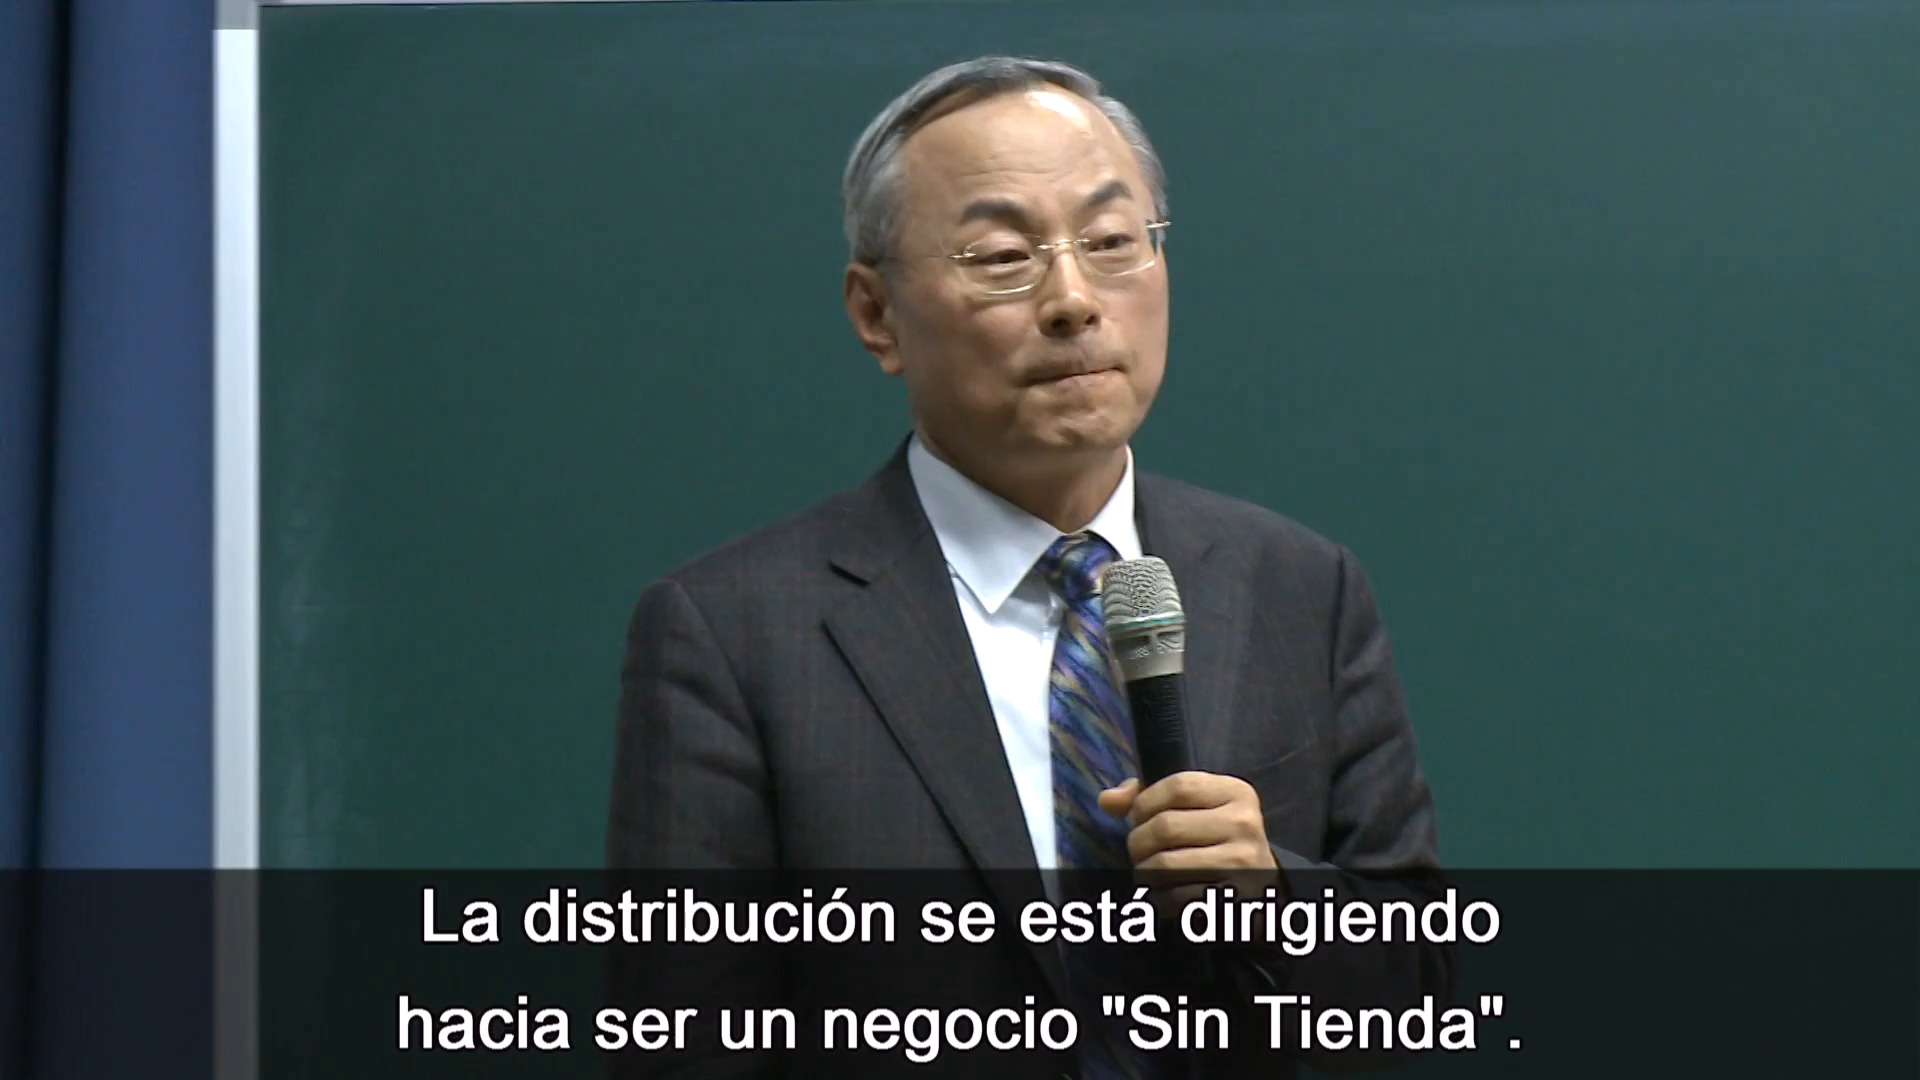 La distribución se está dirigiendo
hacia ser un negocio "Sin Tienda".